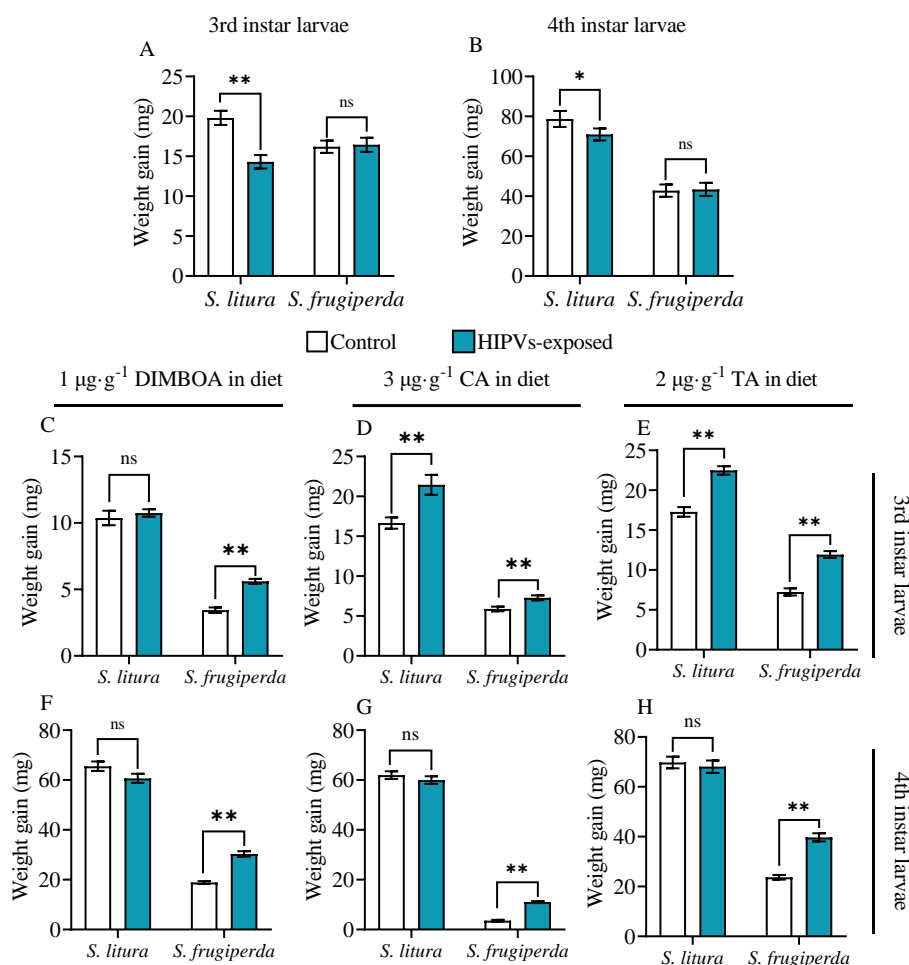 3rd instar larvae
4th instar larvae
A
Weight gain (mg)
25
20
15
10
5
0
**
ns
S. litura
S. frugiperda
B
Weight gain (mg)
100
80
60
40
20
0
*
ns
S. litura
S. frugiperda
Control
HIPVs-exposed
1 μg·g⁻¹ DIMBOA in diet
3 μg·g⁻¹ CA in diet
2 μg·g⁻¹ TA in diet
C
Weight gain (mg)
15
10
5
0
ns
**
S. litura
S. frugiperda
D
Weight gain (mg)
25
20
15
10
5
0
**
**
S. litura
S. frugiperda
E
Weight gain (mg)
25
20
15
10
5
0
**
**
S. litura
S. frugiperda
3rd instar larvae
F
Weight gain (mg)
80
60
40
20
0
ns
**
S. litura
S. frugiperda
G
Weight gain (mg)
80
60
40
20
0
ns
**
S. litura
S. frugiperda
H
Weight gain (mg)
80
60
40
20
0
ns
**
S. litura
S. frugiperda
4th instar larvae